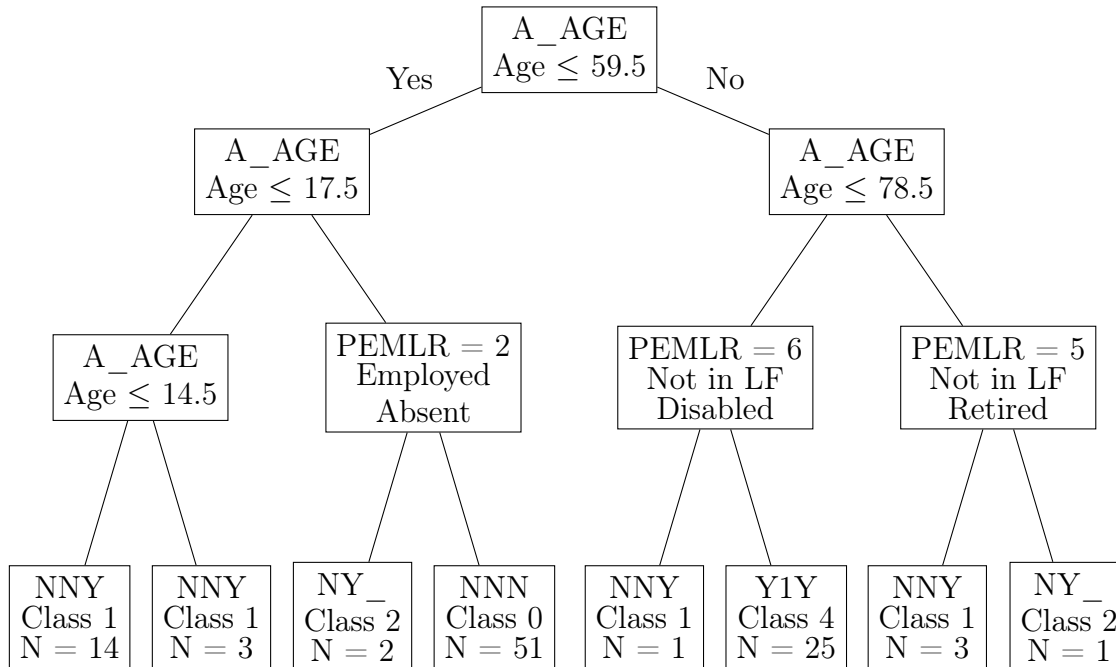 A_AGE
Age ≤ 59.5
Yes
No
A_AGE
Age ≤ 17.5
A_AGE
Age ≤ 78.5
A_AGE
Age ≤ 14.5
PEMLR = 2
Employed
Absent
PEMLR = 6
Not in LF
Disabled
PEMLR = 5
Not in LF
Retired
NNY
Class 1
N = 14
NNY
Class 1
N = 3
NY_
Class 2
N = 2
NNN
Class 0
N = 51
NNY
Class 1
N = 1
Y1Y
Class 4
N = 25
NNY
Class 1
N = 3
NY_
Class 2
N = 1